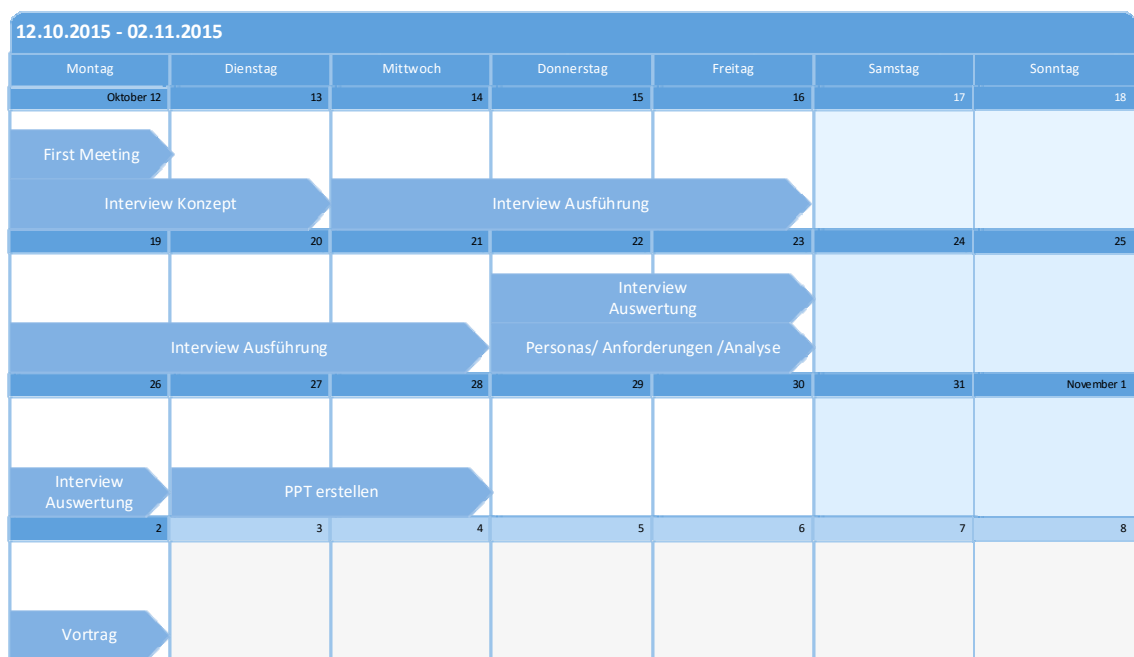 12.10.2015 - 02.11.2015
Montag Dienstag Mittwoch Donnerstag Freitag Samstag Sonntag
Oktober 12 13 14 15 16 17 18
First Meeting
Interview Konzept Interview Ausführung
19 20 21 22 23 24 25
Interview
Auswertung
Interview Ausführung Personas/ Anforderungen /Analyse
26 27 28 29 30 31 November 1
Interview
Auswertung
PPT erstellen
2 3 4 5 6 7 8
Vortrag